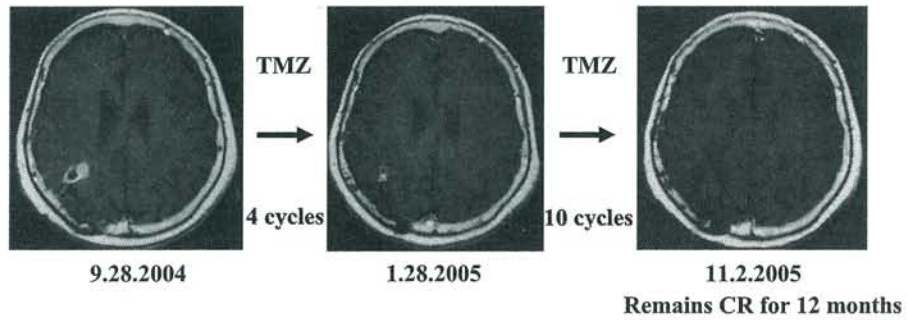 TMZ
4 cycles
TMZ
10 cycles
9.28.2004
1.28.2005
11.2.2005
Remains CR for 12 months